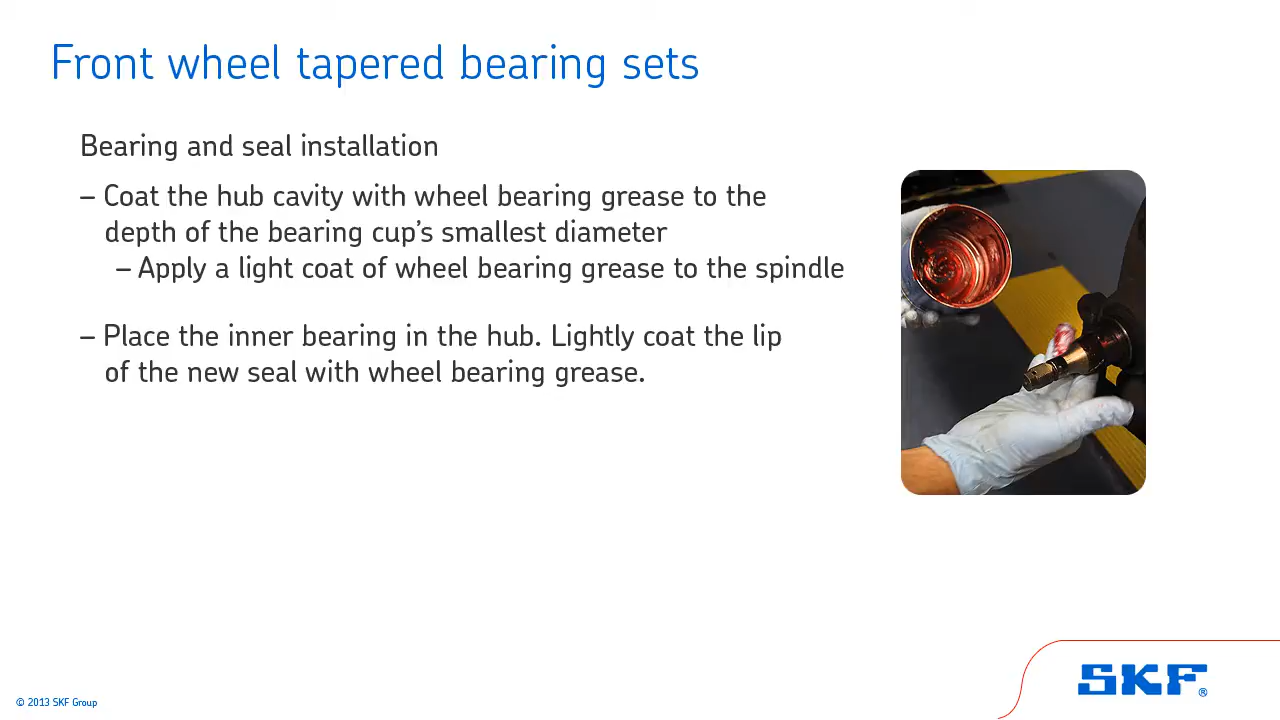 Front wheel tapered bearing sets
Bearing and seal installation
– Coat the hub cavity with wheel bearing grease to the
depth of the bearing cup’s smallest diameter
– Apply a light coat of wheel bearing grease to the spindle
– Place the inner bearing in the hub. Lightly coat the lip
of the new seal with wheel bearing grease.
© 2013 SKF Group
SKF®